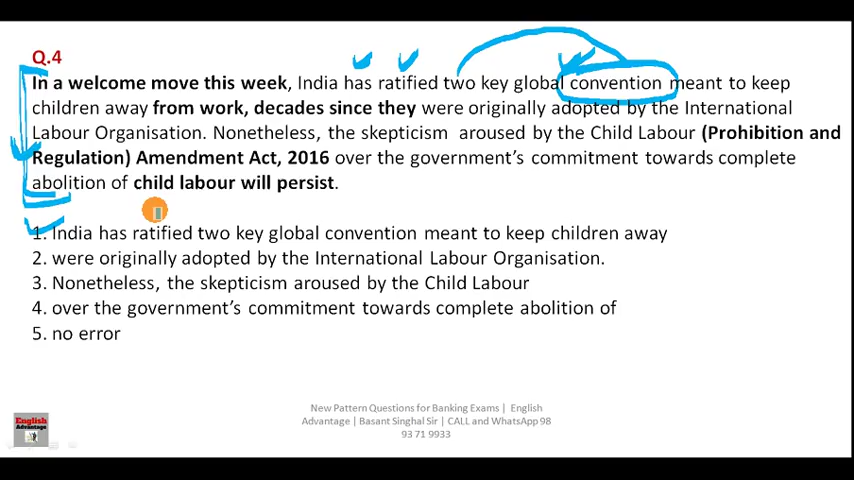 Q.4
In a welcome move this week, India has ratified two key global convention meant to keep
children away from work, decades since they were originally adopted by the International
Labour Organisation. Nonetheless, the skepticism aroused by the Child Labour (Prohibition and
Regulation) Amendment Act, 2016 over the government's commitment towards complete
abolition of child labour will persist.
1. India has ratified two key global convention meant to keep children away
2. were originally adopted by the International Labour Organisation.
3. Nonetheless, the skepticism aroused by the Child Labour
4. over the government's commitment towards complete abolition of
5. no error
New Pattern Questions for Banking Exams | English
Advantage | Basant Singhal Sir | CALL and WhatsApp 98
93 71 9933
English
Advantage